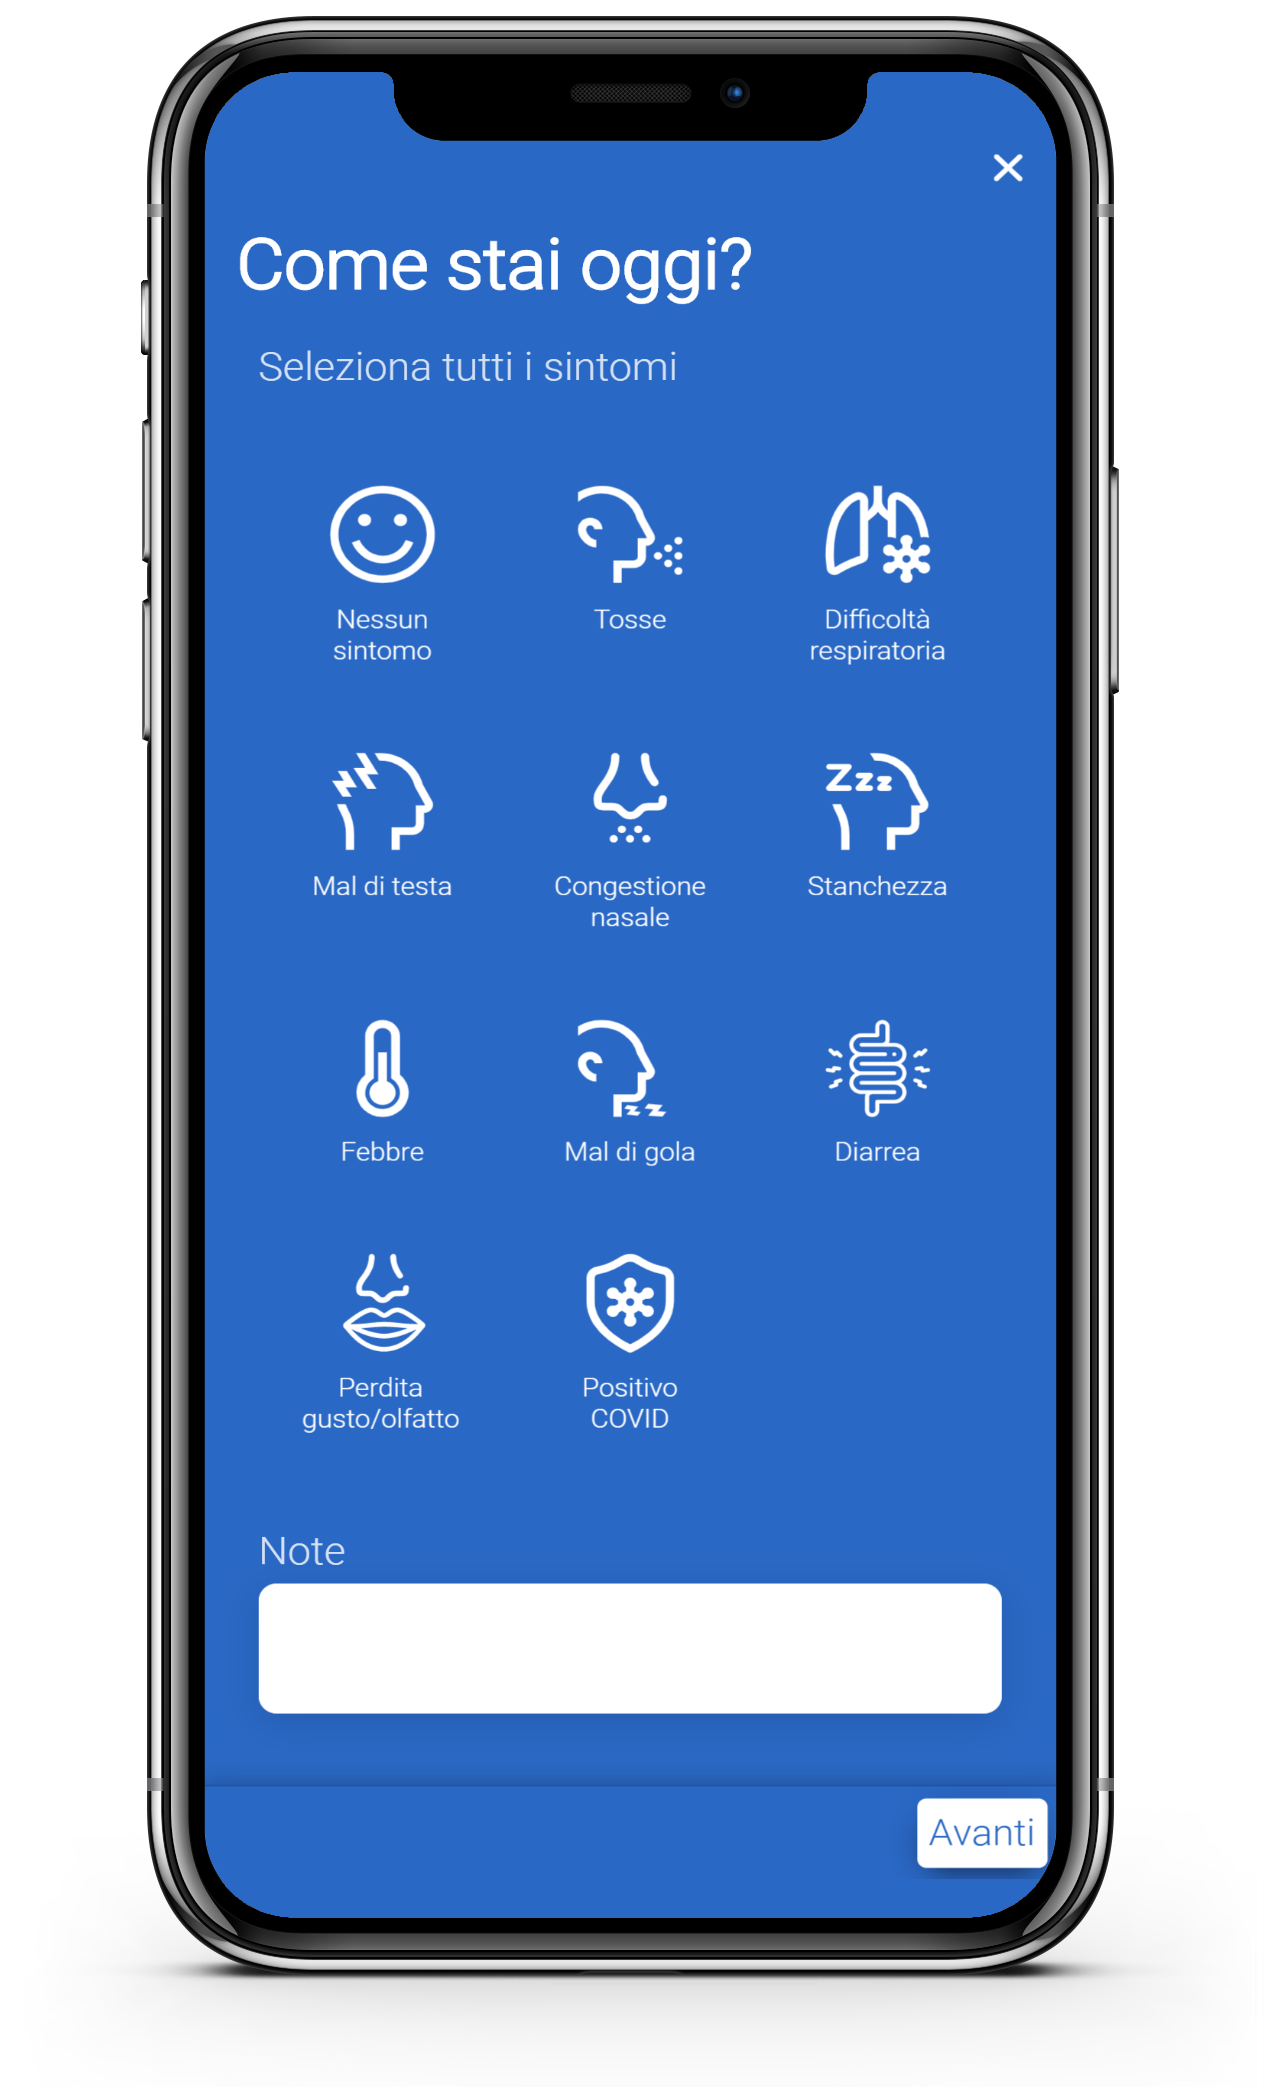 Come stai oggi?
Seleziona tutti i sintomi
Nessun
sintomo
Tosse
Difficoltà
respiratoria
Mal di testa
Congestione
nasale
Stanchezza
Febbre
Mal di gola
Diarrea
Perdita
gusto/olfatto
Positivo
COVID
Note
Avanti